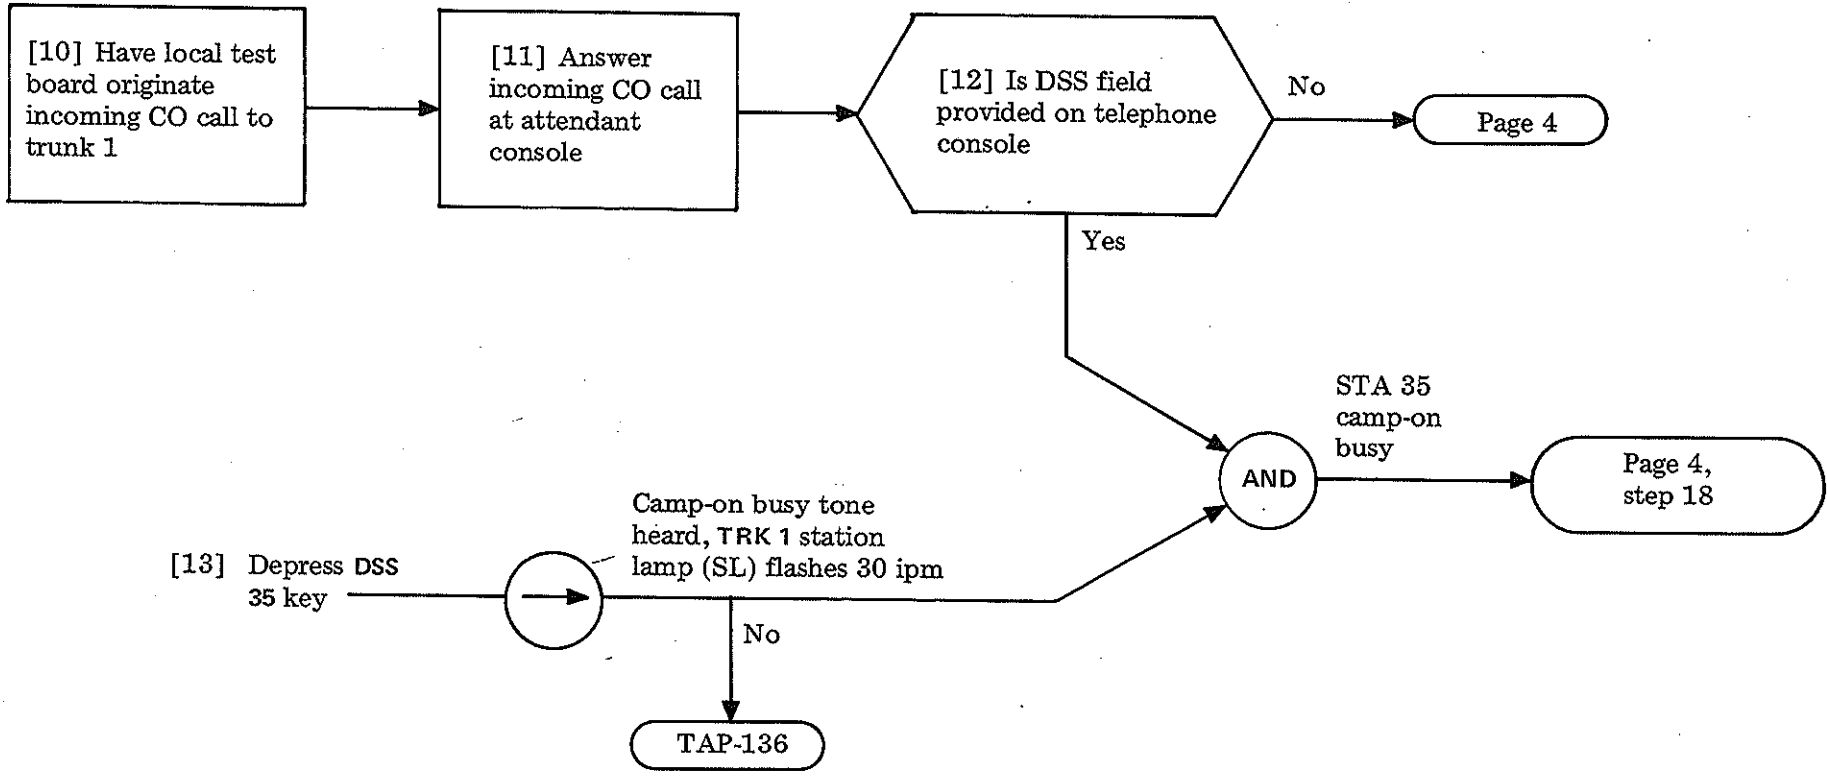 [10] Have local test
board originate
incoming CO call to
trunk 1
[11] Answer
incoming CO call
at attendant
console
[12] Is DSS field
provided on telephone
console
No
Page 4
Yes
STA 35
camp-on
busy
AND
Page 4,
step 18
Camp-on busy tone
heard, TRK 1 station
lamp (SL) flashes 30 ipm
[13] Depress DSS
35 key
No
TAP-136